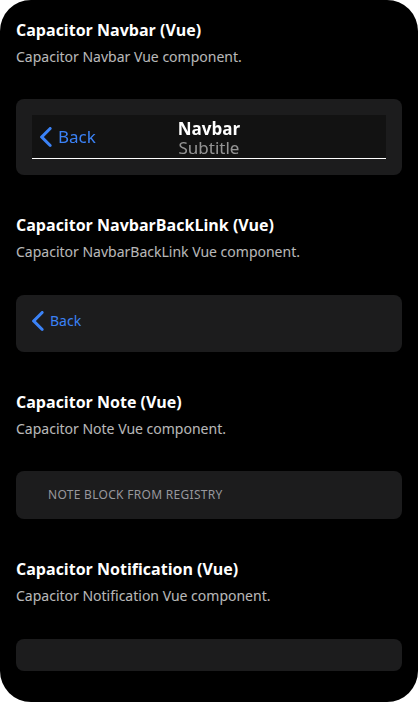 Capacitor Navbar (Vue)
Capacitor Navbar Vue component.
Back
Navbar
Subtitle
Capacitor NavbarBackLink (Vue)
Capacitor NavbarBackLink Vue component.
Back
Capacitor Note (Vue)
Capacitor Note Vue component.
NOTE BLOCK FROM REGISTRY
Capacitor Notification (Vue)
Capacitor Notification Vue component.